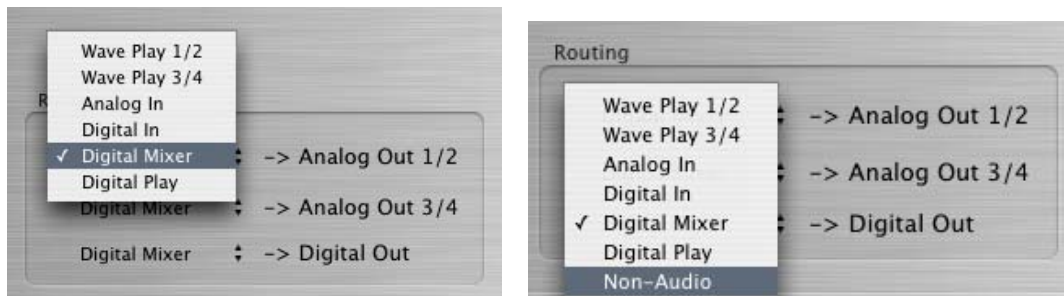 Wave Play 1/2
Wave Play 3/4
Analog In
R
Digital In
✓ Digital Mixer -> Analog Out 1/2
Digital Play
Digital Mixer -> Analog Out 3/4
Digital Mixer -> Digital Out
Routing
Wave Play 1/2 -> Analog Out 1/2
Wave Play 3/4
Analog In -> Analog Out 3/4
Digital In
✓ Digital Mixer -> Digital Out
Digital Play
Non-Audio